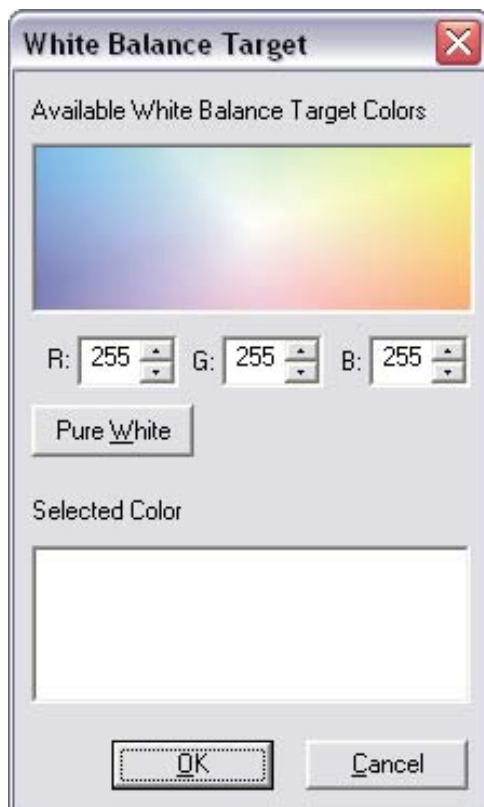 White Balance Target
Available White Balance Target Colors
R: 255 G: 255 B: 255
Pure White
Selected Color
OK Cancel